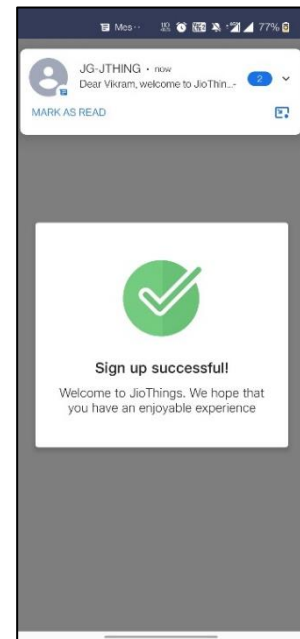 Mes··
77%
JG-JTHING • now
Dear Vikram, welcome to JioThin...-
2
MARK AS READ
Sign up successful!
Welcome to JioThings. We hope that
you have an enjoyable experience